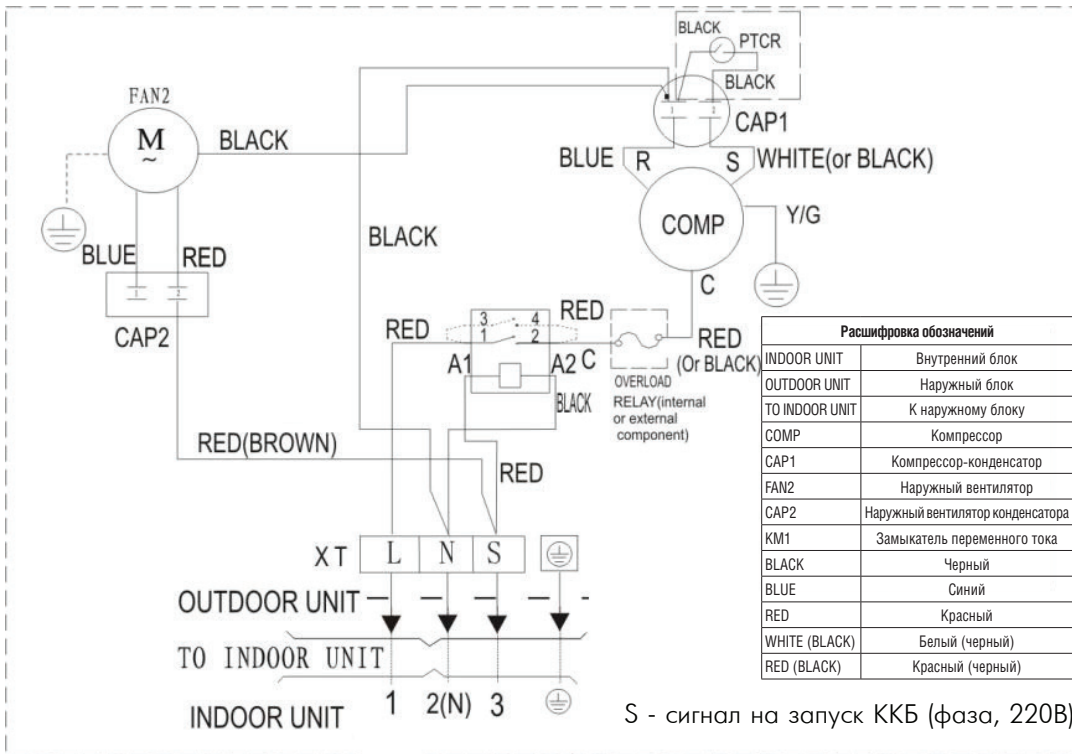 BLACK
PTCR
BLACK
FAN2
M
~
BLACK
1 2
CAP1
BLUE R S WHITE(or BLACK)
COMP
Y/G
BLACK
BLUE RED
1 2
CAP2
C
RED 3 4 RED
1 2
A1 A2 C
RED
(Or BLACK)
OVERLOAD
RELAY(internal
or external
component)
BLACK
RED(BROWN)
RED
XT L N S
OUTDOOR UNIT
TO INDOOR UNIT
INDOOR UNIT 1 2(N) 3
Расшифровка обозначений
INDOOR UNIT Внутренний блок
OUTDOOR UNIT Наружный блок
TO INDOOR UNIT К наружному блоку
COMP Компрессор
CAP1 Компрессор-конденсатор
FAN2 Наружный вентилятор
CAP2 Наружный вентилятор конденсатора
KM1 Замыкатель переменного тока
BLACK Черный
BLUE Синий
RED Красный
WHITE (BLACK) Белый (черный)
RED (BLACK) Красный (черный)
S - сигнал на запуск ККБ (фаза, 220В)